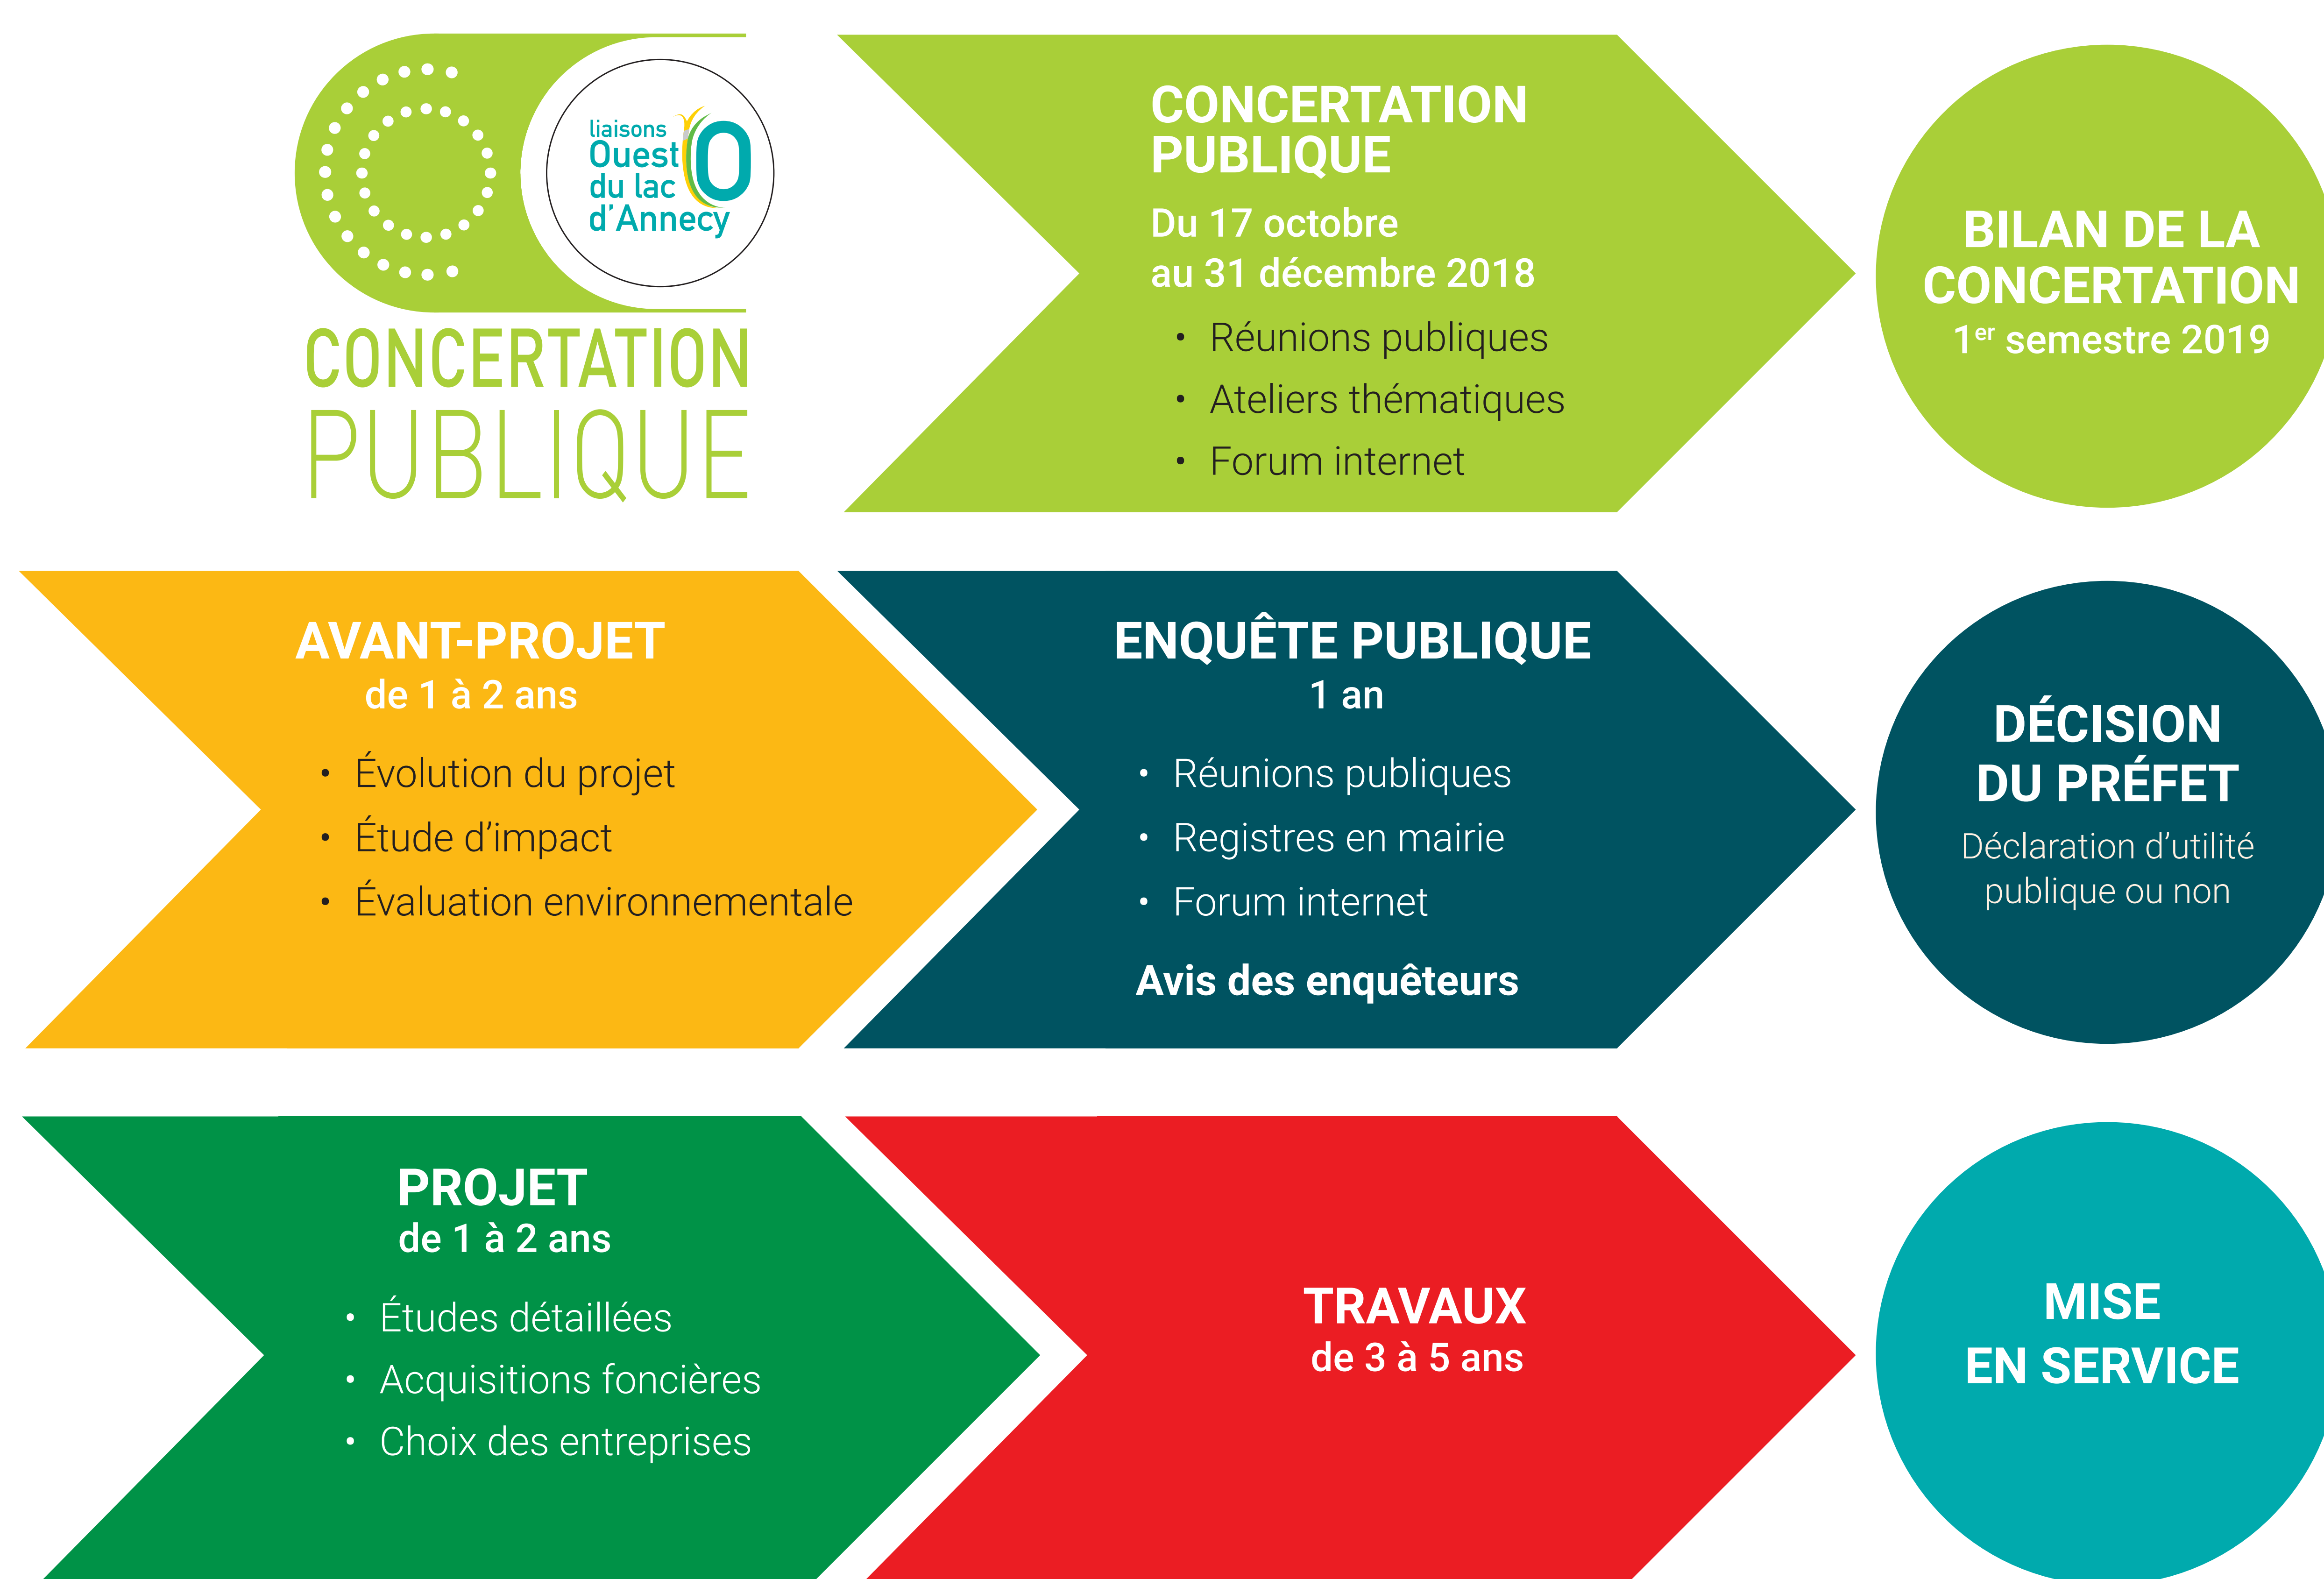 liaisons
Ouest
du lac
d'Annecy
O
CONCERTATION
PUBLIQUE
CONCERTATION
PUBLIQUE
Du 17 octobre
au 31 décembre 2018
• Réunions publiques
• Ateliers thématiques
• Forum internet
BILAN DE LA
CONCERTATION
1er semestre 2019
AVANT-PROJET
de 1 à 2 ans
• Évolution du projet
• Étude d’impact
• Évaluation environnementale
ENQUÊTE PUBLIQUE
1 an
• Réunions publiques
• Registres en mairie
• Forum internet
Avis des enquêteurs
DÉCISION
DU PRÉFET
Déclaration d’utilité
publique ou non
PROJET
de 1 à 2 ans
• Études détaillées
• Acquisitions foncières
• Choix des entreprises
TRAVAUX
de 3 à 5 ans
MISE
EN SERVICE